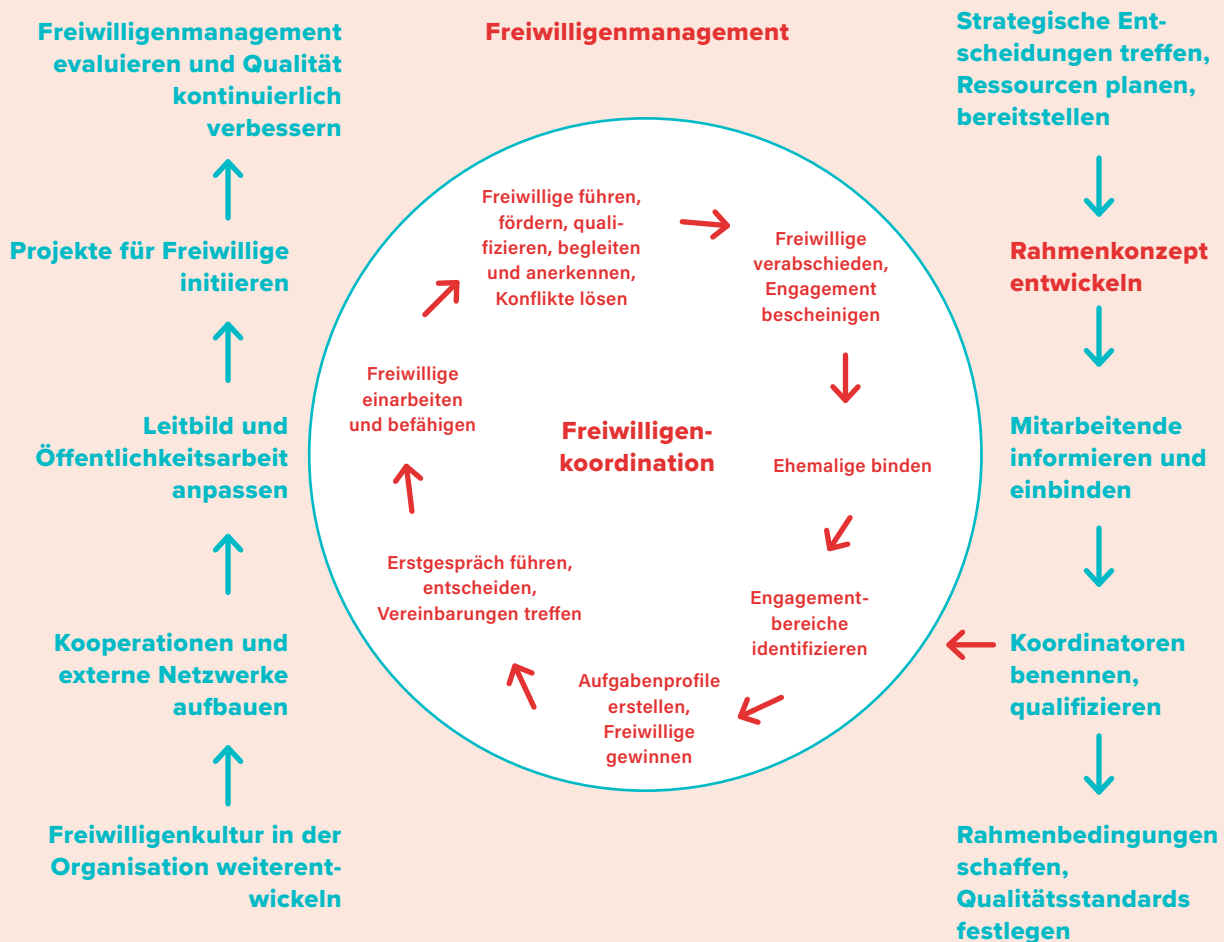 Freiwilligenmanagement
Freiwilligenmanagement
evaluieren und Qualität
kontinuierlich
verbessern
Projekte für Freiwillige
initiieren
Leitbild und
Öffentlichkeitsarbeit
anpassen
Kooperationen und
externe Netzwerke
aufbauen
Freiwilligenkultur in der
Organisation weiterent-
wickeln
Freiwillige führen,
fördern, quali-
fizieren, begleiten
und anerkennen,
Konflikte lösen
Freiwillige
verabschieden,
Engagement
bescheinigen
Freiwillige
einarbeiten
und befähigen
Freiwilligen-
koordination
Ehemalige binden
Erstgespräch führen,
entscheiden,
Vereinbarungen treffen
Engagement-
bereiche
identifizieren
Aufgabenprofile
erstellen,
Freiwillige
gewinnen
Strategische Ent-
scheidungen treffen,
Ressourcen planen,
bereitstellen
Rahmenkonzept
entwickeln
Mitarbeitende
informieren und
einbinden
Koordinatoren
benennen,
qualifizieren
Rahmenbedingungen
schaffen,
Qualitätsstandards
festlegen